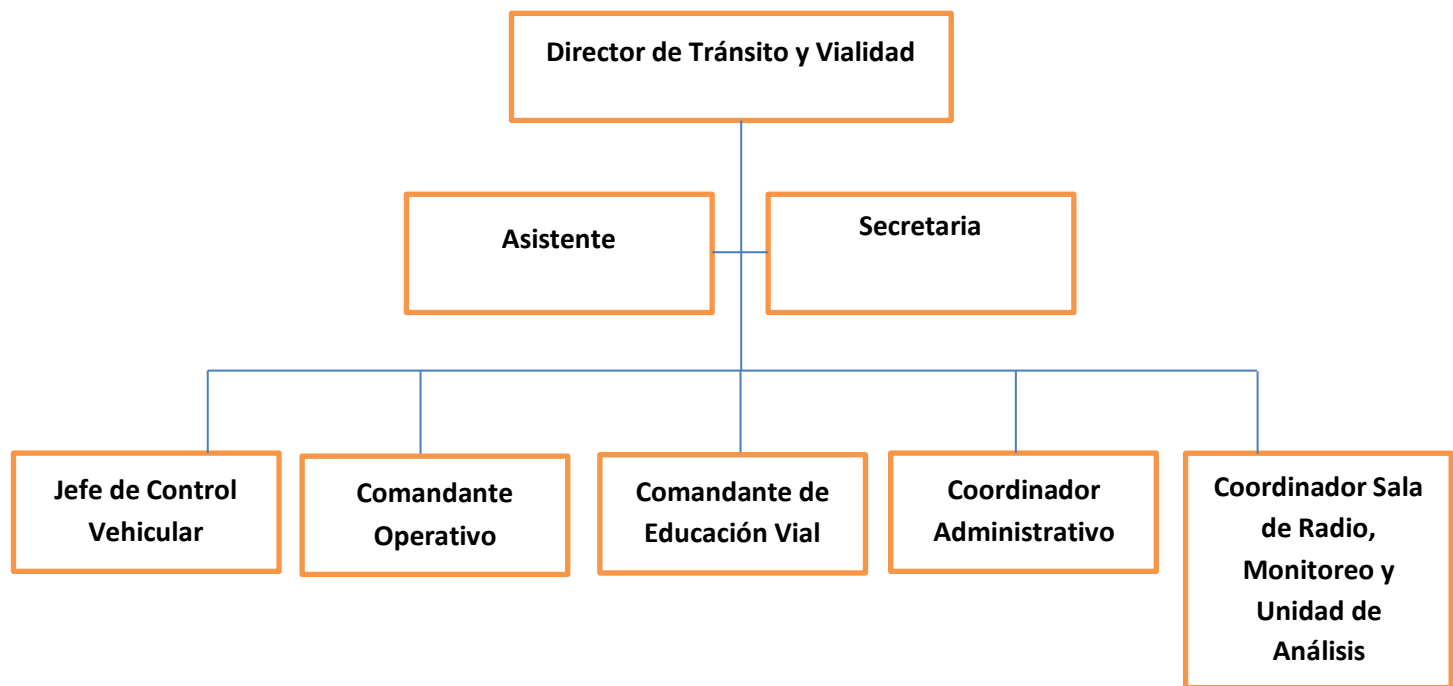 Director de Tránsito y Vialidad
Asistente
Secretaria
Jefe de Control
Vehicular
Comandante
Operativo
Comandante de
Educación Vial
Coordinador
Administrativo
Coordinador Sala
de Radio,
Monitoreo y
Unidad de
Análisis